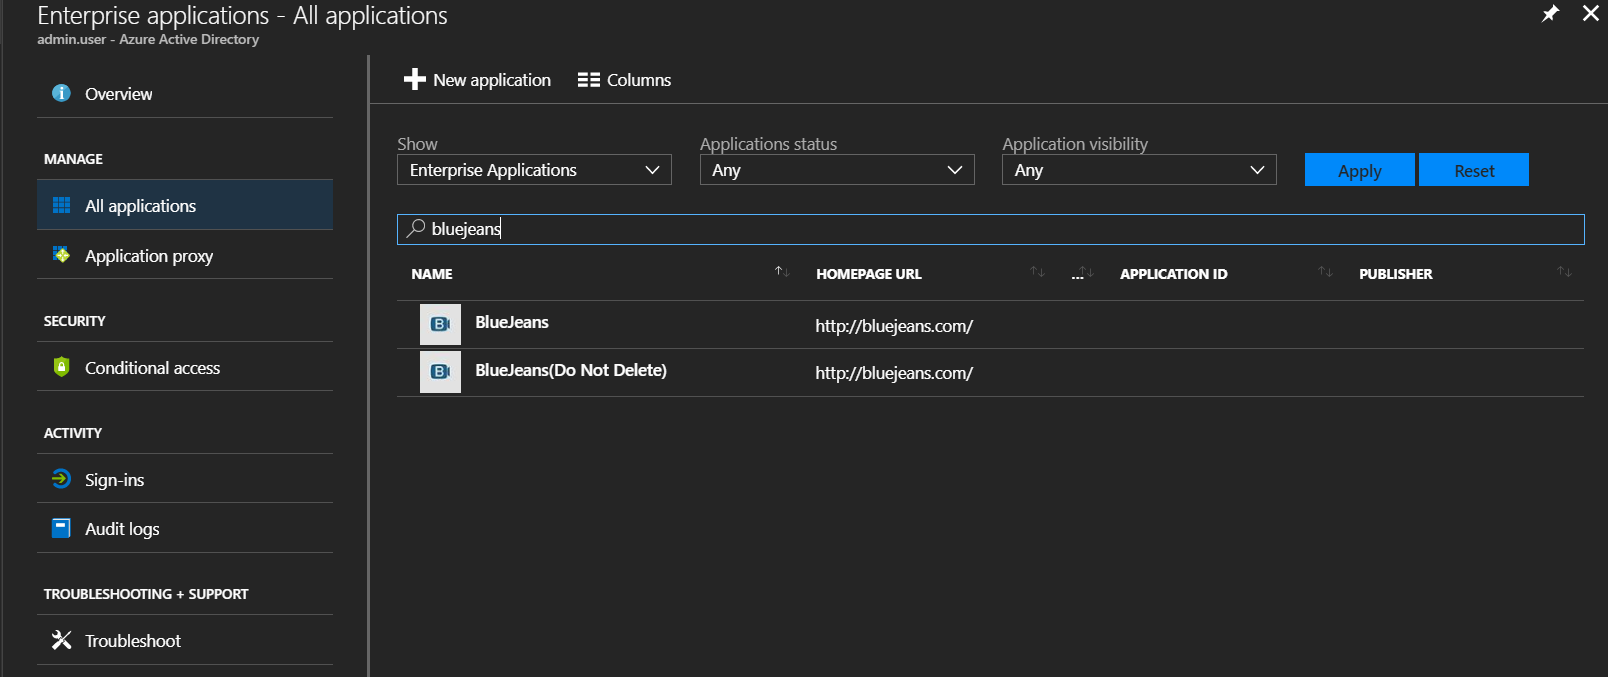 Enterprise applications - All applications
admin.user - Azure Active Directory
Overview
MANAGE
All applications
Application proxy
SECURITY
Conditional access
ACTIVITY
Sign-ins
Audit logs
TROUBLESHOOTING + SUPPORT
Troubleshoot
New application Columns
Show Applications status Application visibility
Enterprise Applications Any Any Apply Reset
bluejeans
NAME HOMEPAGE URL ... APPLICATION ID PUBLISHER
B BlueJeans http://bluejeans.com/
B BlueJeans(Do Not Delete) http://bluejeans.com/